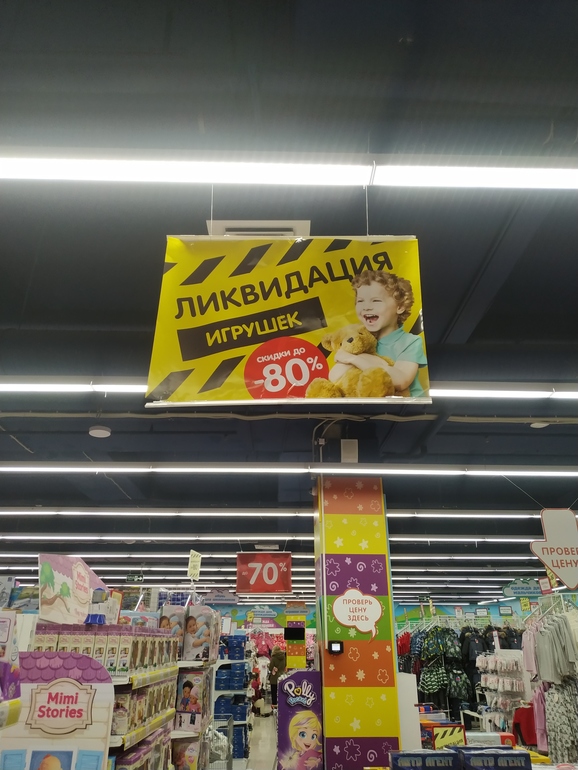 ЛИКВИДАЦИЯ
ИГРУШЕК
СКИДКИ ДО
-80%
-70%
ПРОВЕРЬ
ЦЕНУ
ЗДЕСЬ
Polly
Mimi
Stories